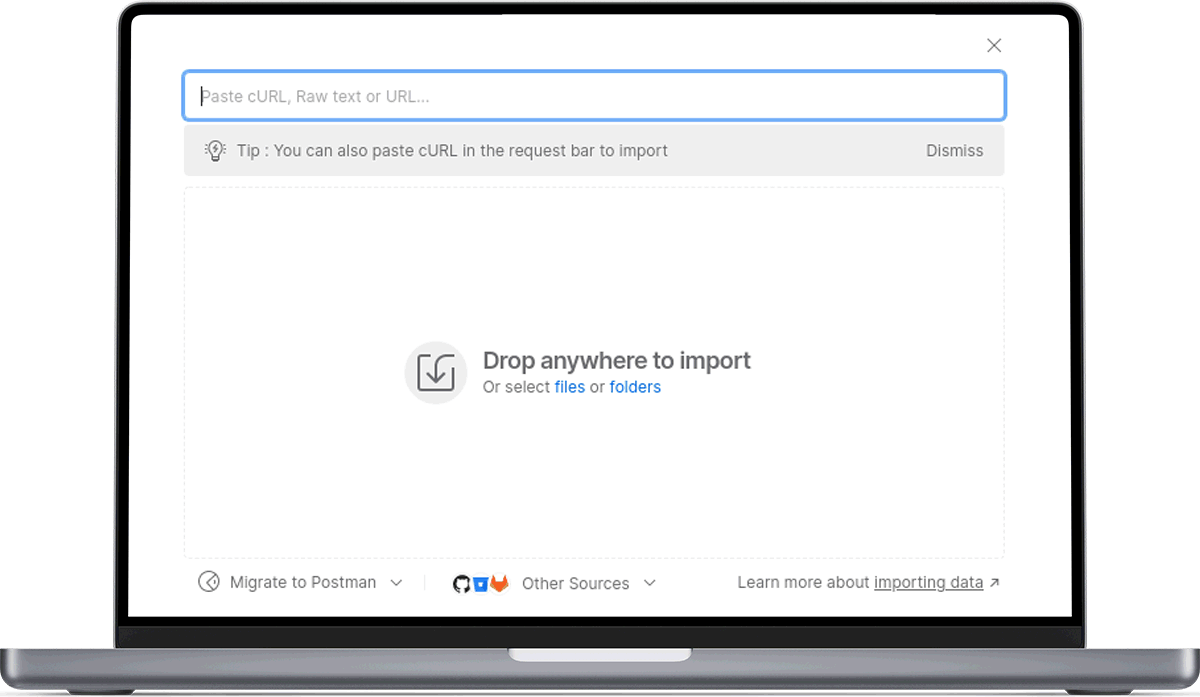 Paste cURL, Raw text or URL...
Tip : You can also paste cURL in the request bar to import Dismiss
Drop anywhere to import
Or select files or folders
Migrate to Postman Other Sources Learn more about importing data